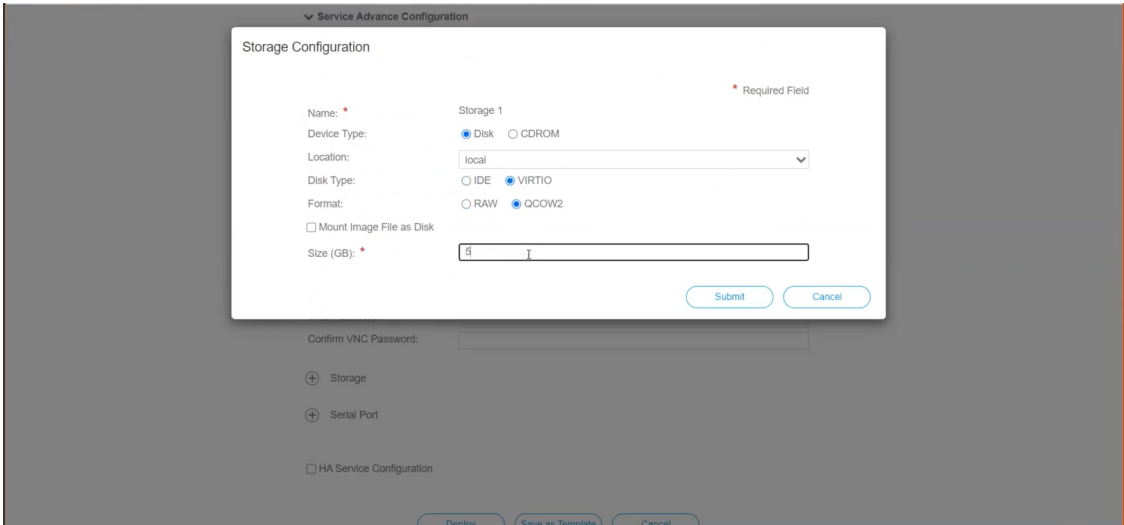 Service Advance Configuration
Storage Configuration
* Required Field
Name: * Storage 1
Device Type: Disk CDROM
Location: local
Disk Type: IDE VIRTIO
Format: RAW QCOW2
Mount Image File as Disk
Size (GB): * 5
Submit Cancel
Confirm VNC Password:
Storage
Serial Port
HA Service Configuration
Deploy Save as Template Cancel